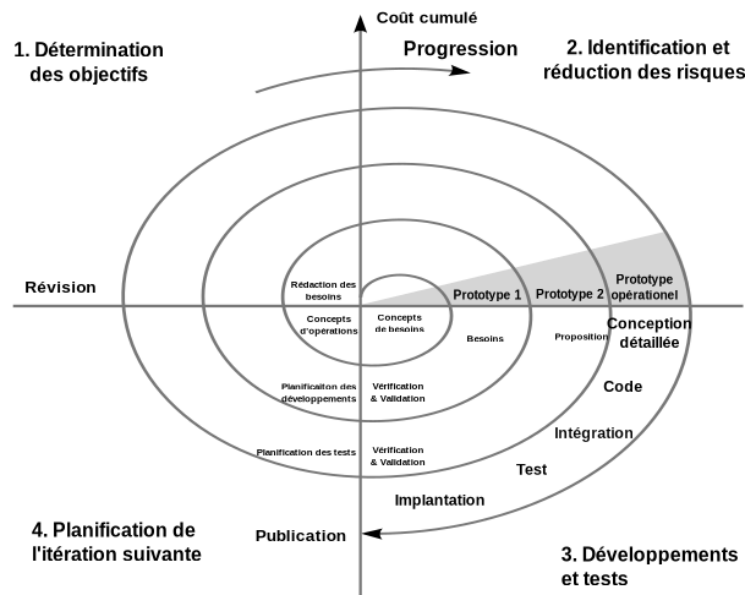 Coût cumulé
1. Détermination
des objectifs
Progression
2. Identification et
réduction des risques
Révision
Rédaction des
besoins
Prototype 1
Prototype 2
Prototype
opérationel
Concepts
d'opérations
Concepts
de besoins
Besoins
Proposition
Conception
détaillée
Planificaiton des
développements
Vérification
& Validation
Code
Intégration
Planification des tests
Vérification
& Validation
Test
Implantation
Publication
4. Planification de
l'itération suivante
3. Développements
et tests